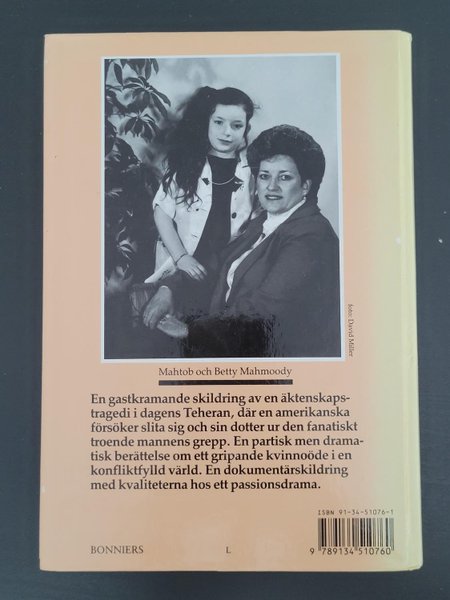 foto: David Miller
Mahtob och Betty Mahmoody
En gastkramande skildring av en äktenskaps-
tragedi i dagens Teheran, där en amerikanska
försöker slita sig och sin dotter ur den fanatiskt
troende mannens grepp. En partisk men drama-
tisk berättelse om ett gripande kvinnoöde i en
konfliktfylld värld. En dokumentärskildring
med kvaliteterna hos ett passionsdrama.
ISBN 91-34-51076-1
9 789134 510760
BONNIERS L